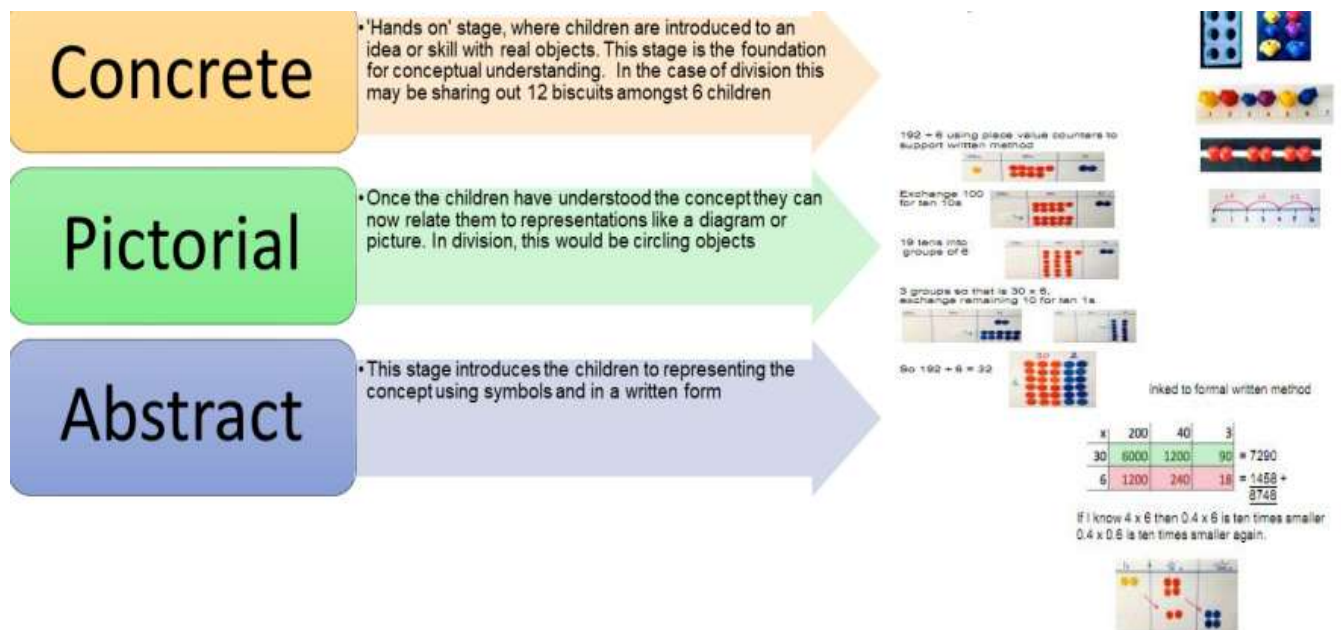 Concrete
•'Hands on' stage, where children are introduced to an
idea or skill with real objects. This stage is the foundation
for conceptual understanding. In the case of division this
may be sharing out 12 biscuits amongst 6 children
Pictorial
•Once the children have understood the concept they can
now relate them to representations like a diagram or
picture. In division, this would be circling objects
Abstract
•This stage introduces the children to representing the
concept using symbols and in a written form
192 ÷ 6 using place value counters to
support written method
Exchange 100
for ten 10s
19 tens into
groups of 6
3 groups so that is 30 x 6,
exchange remaining 10 for ten 1s
So 192 ÷ 6 = 32
inked to formal written method
x 200 40 3
30 6000 1200 90 = 7290
6 1200 240 18 = 1458 +
8748
If I know 4 x 6 then 0.4 x 6 is ten times smaller
0.4 x 0.6 is ten times smaller again.